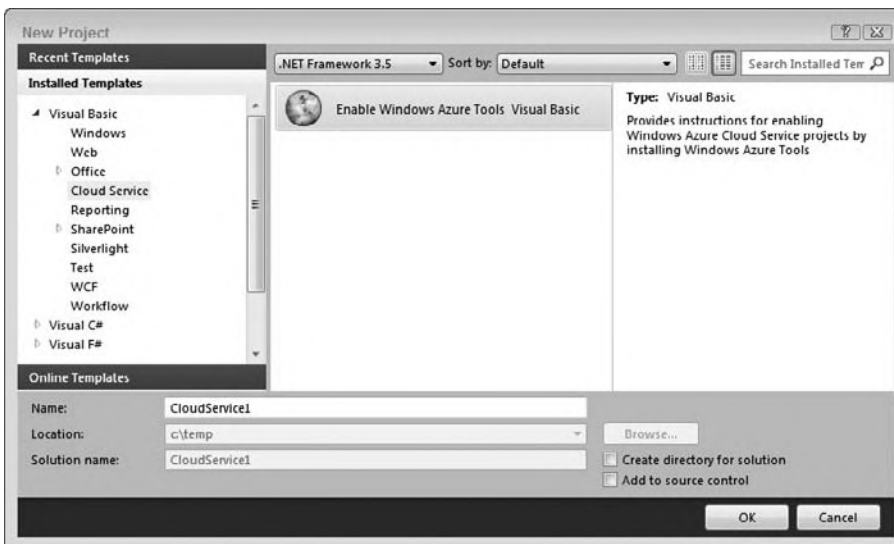 New Project
Recent Templates
Installed Templates
Visual Basic
Windows
Web
Office
Cloud Service
Reporting
SharePoint
Silverlight
Test
WCF
Workflow
Visual C#
Visual F#
Online Templates
.NET Framework 3.5
Sort by: Default
Search Installed Terr
Enable Windows Azure Tools Visual Basic
Type: Visual Basic
Provides instructions for enabling
Windows Azure Cloud Service projects by
installing Windows Azure Tools
Name: CloudService1
Location: c:\temp
Browse...
Solution name: CloudService1
Create directory for solution
Add to source control
OK
Cancel